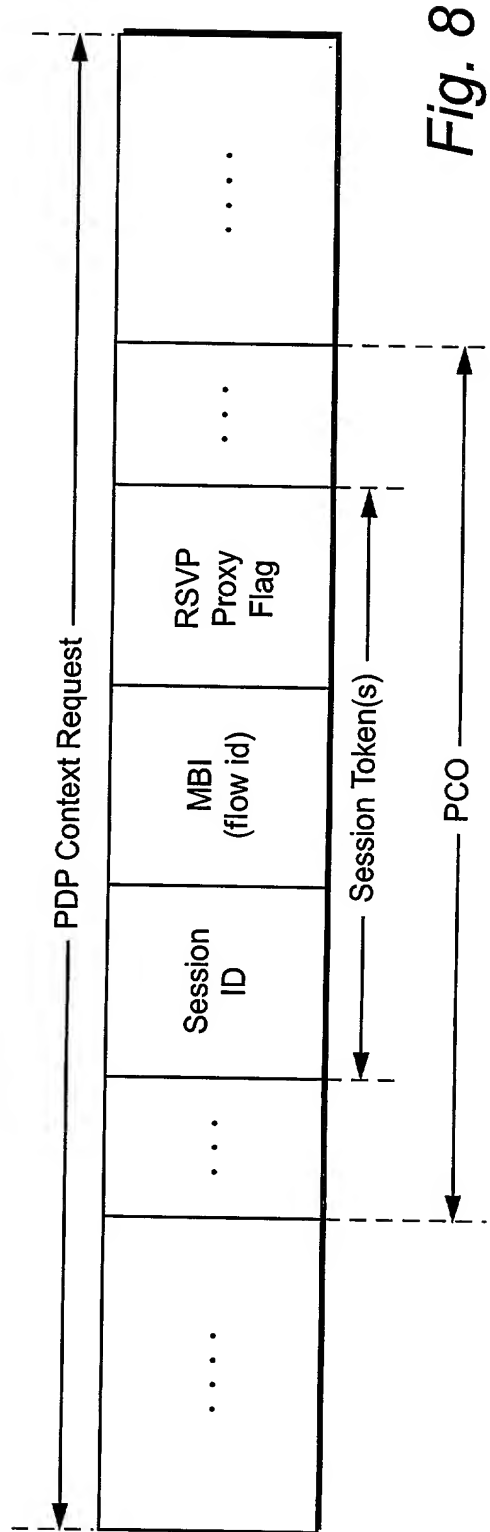 PDP Context Request
.....
...
Session
ID
MBI
(flow id)
RSVP
Proxy
Flag
...
.....
Session Token(s)
PCO
Fig. 8